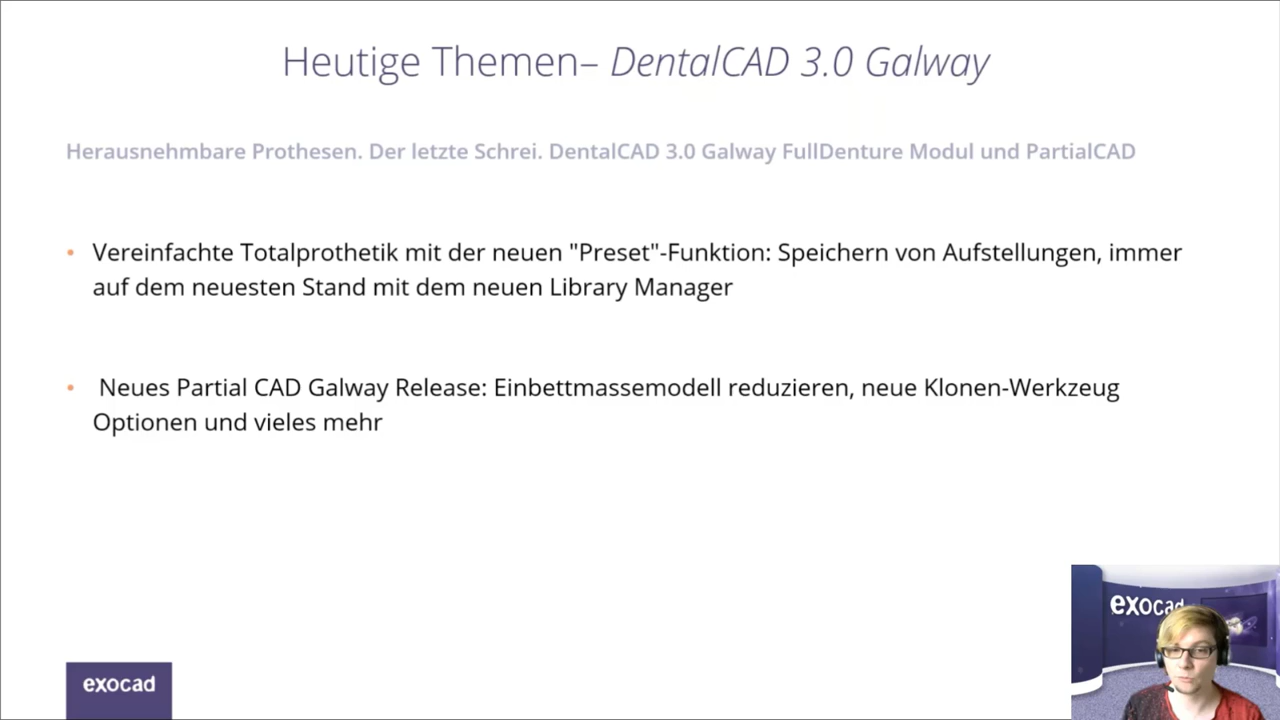 Heutige Themen– DentalCAD 3.0 Galway
Herausnehmbare Prothesen. Der letzte Schrei. DentalCAD 3.0 Galway FullDenture Modul und PartialCAD
• Vereinfachte Totalprothetik mit der neuen "Preset"-Funktion: Speichern von Aufstellungen, immer
auf dem neuesten Stand mit dem neuen Library Manager
• Neues Partial CAD Galway Release: Einbettmassemodell reduzieren, neue Klonen-Werkzeug
Optionen und vieles mehr
exocad
exocad